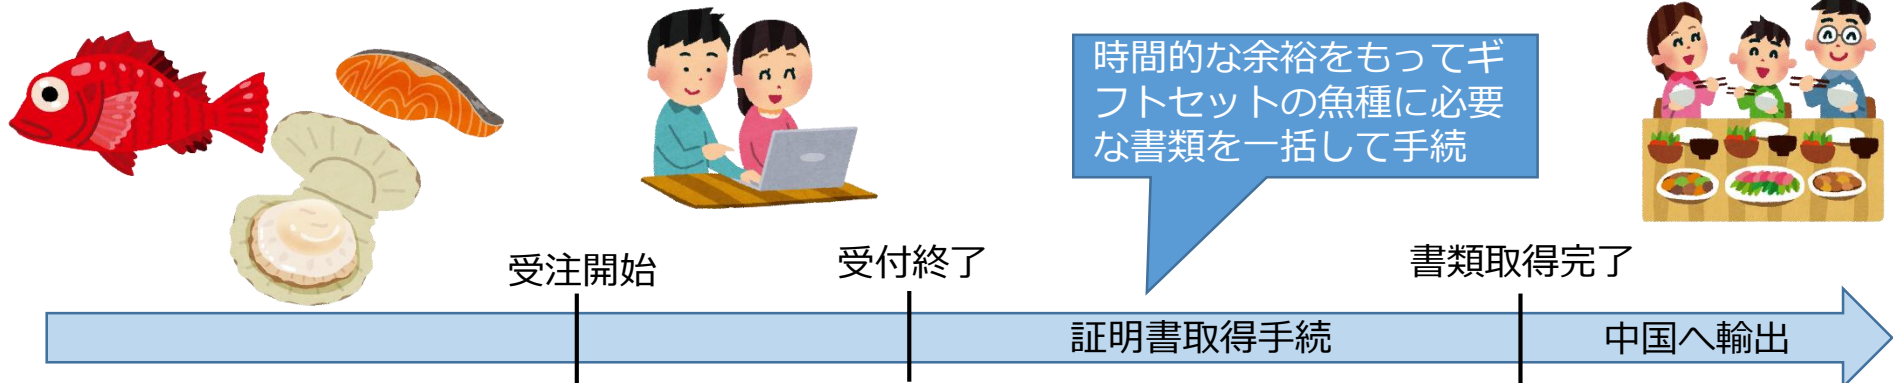 時間的な余裕をもってギ
フトセットの魚種に必要
な書類を一括して手続
受注開始
受付終了
書類取得完了
証明書取得手続
中国へ輸出